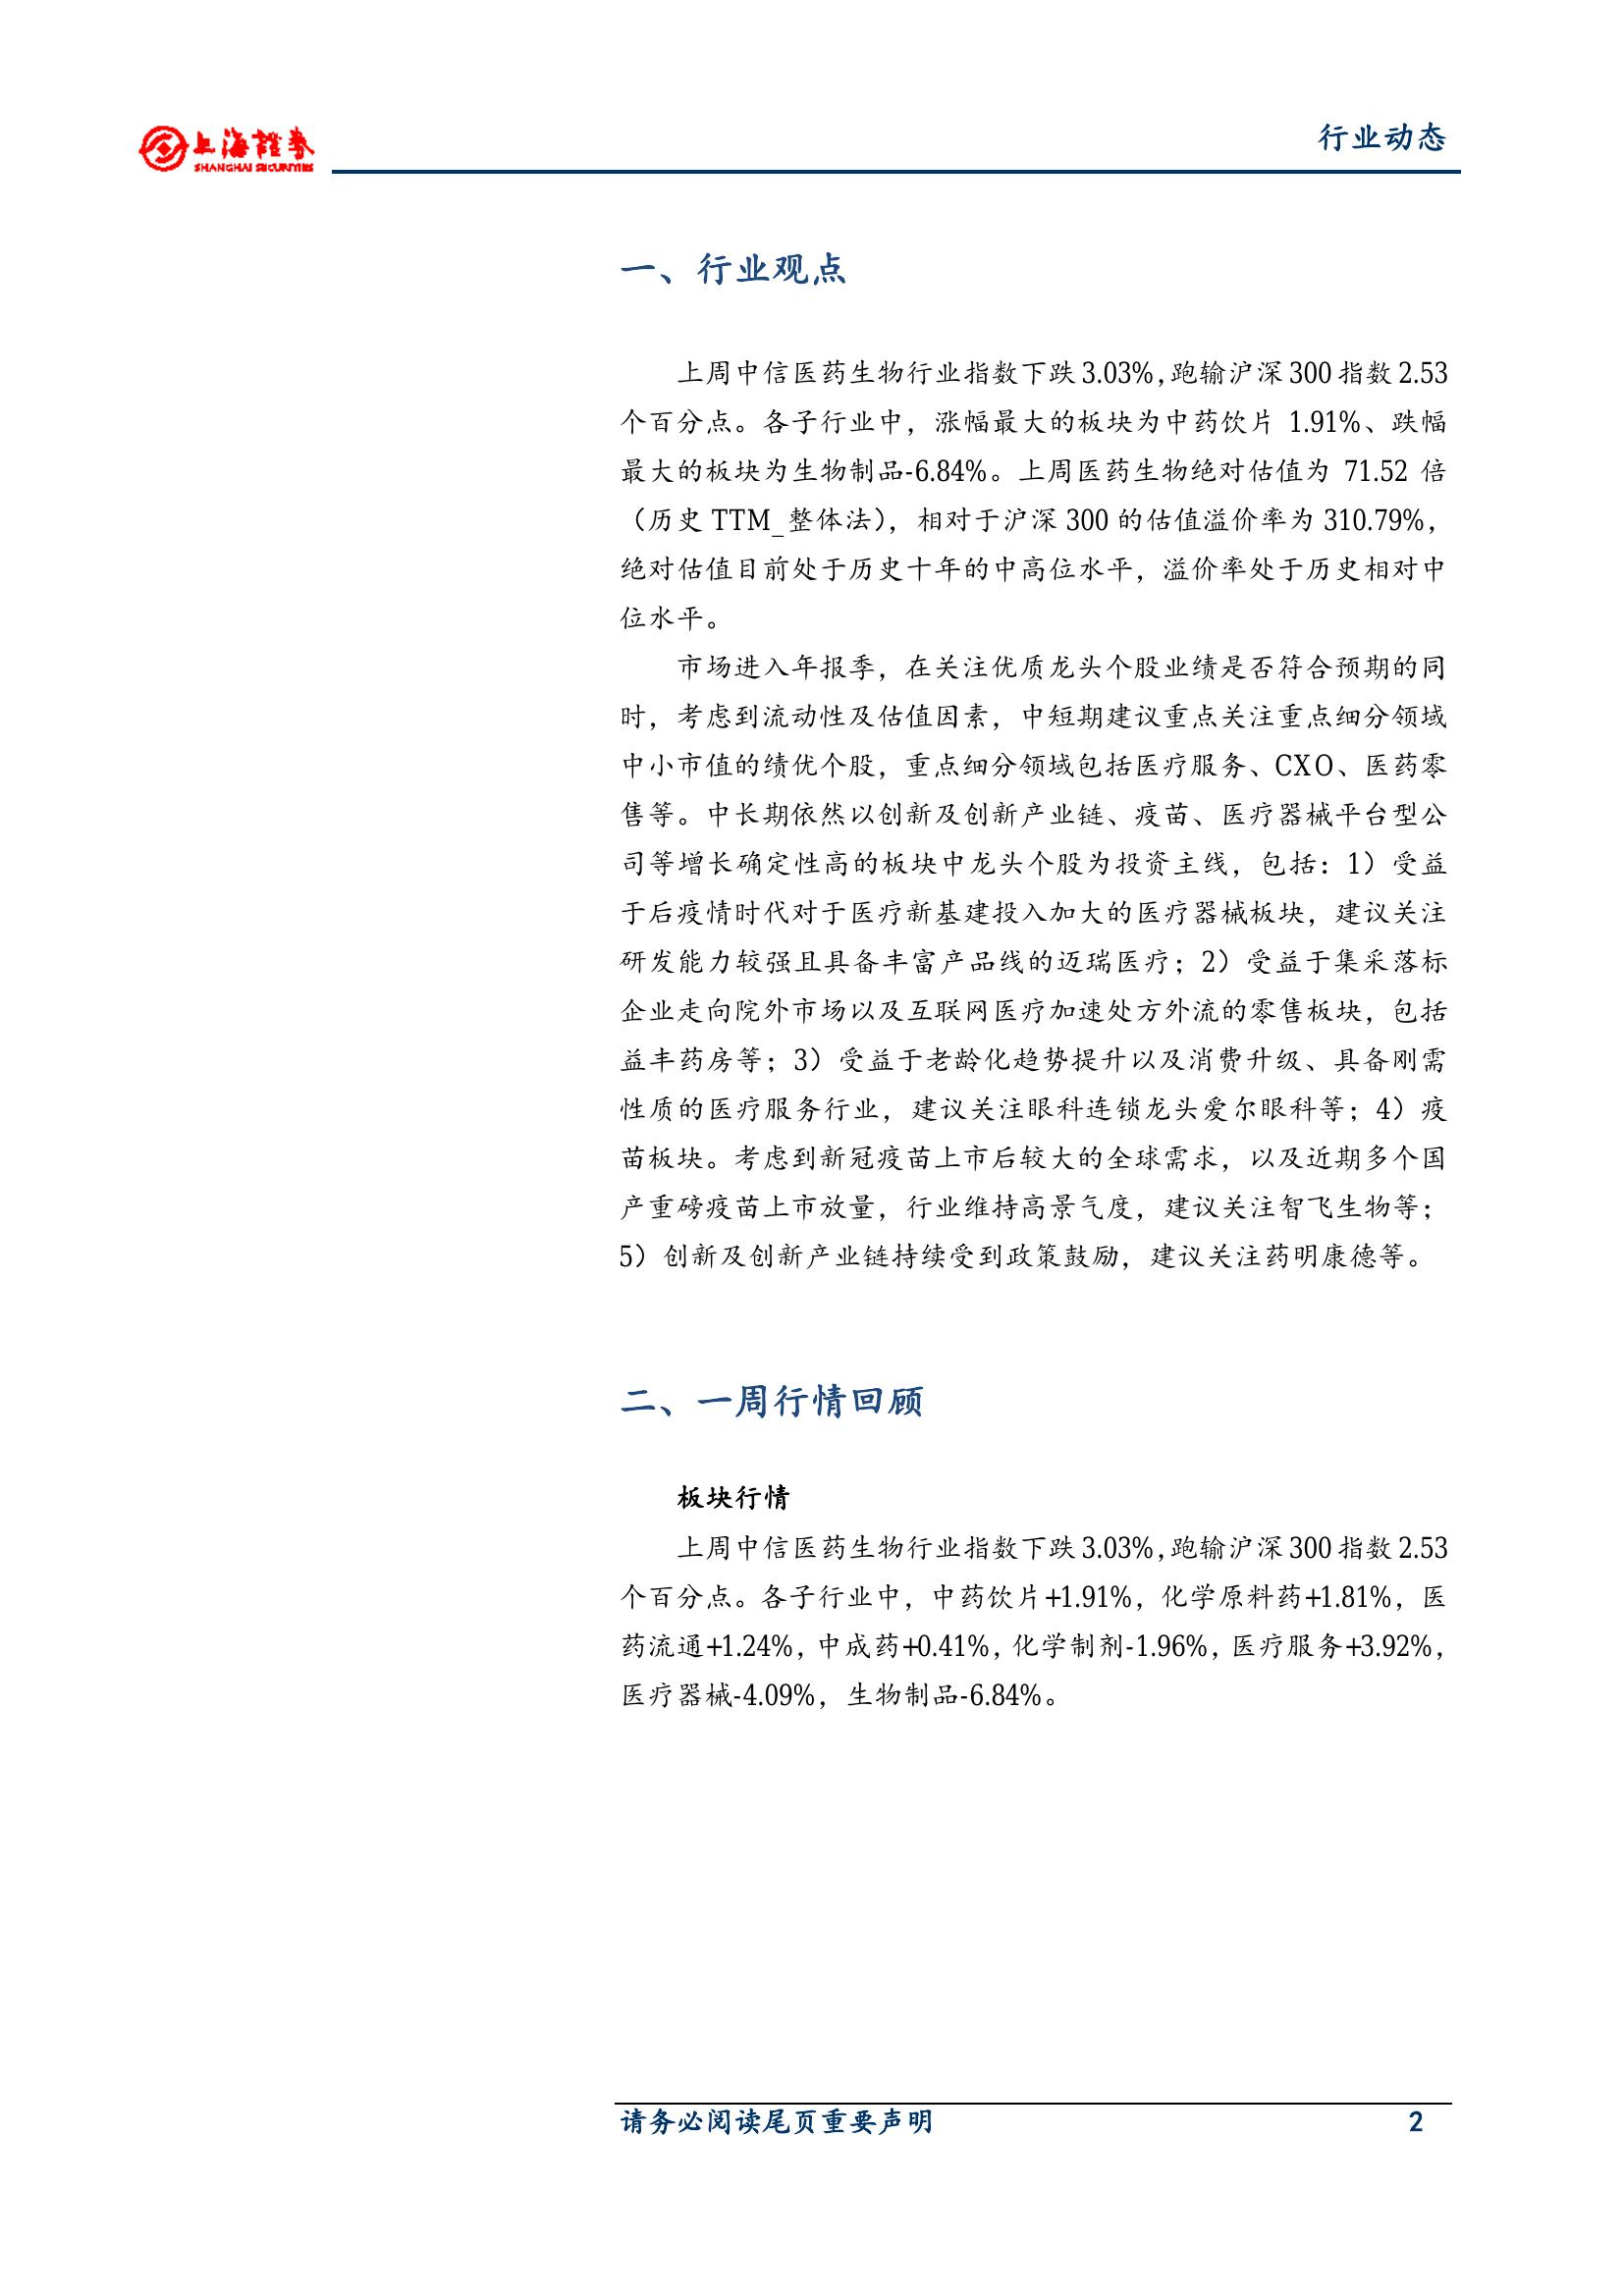 上海證券
SHANGHAI SECURITIES
行业动态
一、行业观点
上周中信医药生物行业指数下跌 3.03%，跑输沪深 300 指数 2.53
个百分点。各子行业中，涨幅最大的板块为中药饮片 1.91%、跌幅
最大的板块为生物制品-6.84%。上周医药生物绝对估值为 71.52 倍
（历史 TTM_整体法），相对于沪深 300 的估值溢价率为 310.79%，
绝对估值目前处于历史十年的中高位水平，溢价率处于历史相对中
位水平。
市场进入年报季，在关注优质龙头个股业绩是否符合预期的同
时，考虑到流动性及估值因素，中短期建议重点关注重点细分领域
中小市值的绩优个股，重点细分领域包括医疗服务、CXO、医药零
售等。中长期依然以创新及创新产业链、疫苗、医疗器械平台型公
司等增长确定性高的板块中龙头个股为投资主线，包括：1）受益
于后疫情时代对于医疗新基建投入加大的医疗器械板块，建议关注
研发能力较强且具备丰富产品线的迈瑞医疗；2）受益于集采落标
企业走向院外市场以及互联网医疗加速处方外流的零售板块，包括
益丰药房等；3）受益于老龄化趋势提升以及消费升级、具备刚需
性质的医疗服务行业，建议关注眼科连锁龙头爱尔眼科等；4）疫
苗板块。考虑到新冠疫苗上市后较大的全球需求，以及近期多个国
产重磅疫苗上市放量，行业维持高景气度，建议关注智飞生物等；
5）创新及创新产业链持续受到政策鼓励，建议关注药明康德等。
二、一周行情回顾
板块行情
上周中信医药生物行业指数下跌 3.03%，跑输沪深 300 指数 2.53
个百分点。各子行业中，中药饮片+1.91%，化学原料药+1.81%，医
药流通+1.24%，中成药+0.41%，化学制剂-1.96%，医疗服务+3.92%，
医疗器械-4.09%，生物制品-6.84%。
请务必阅读尾页重要声明 2